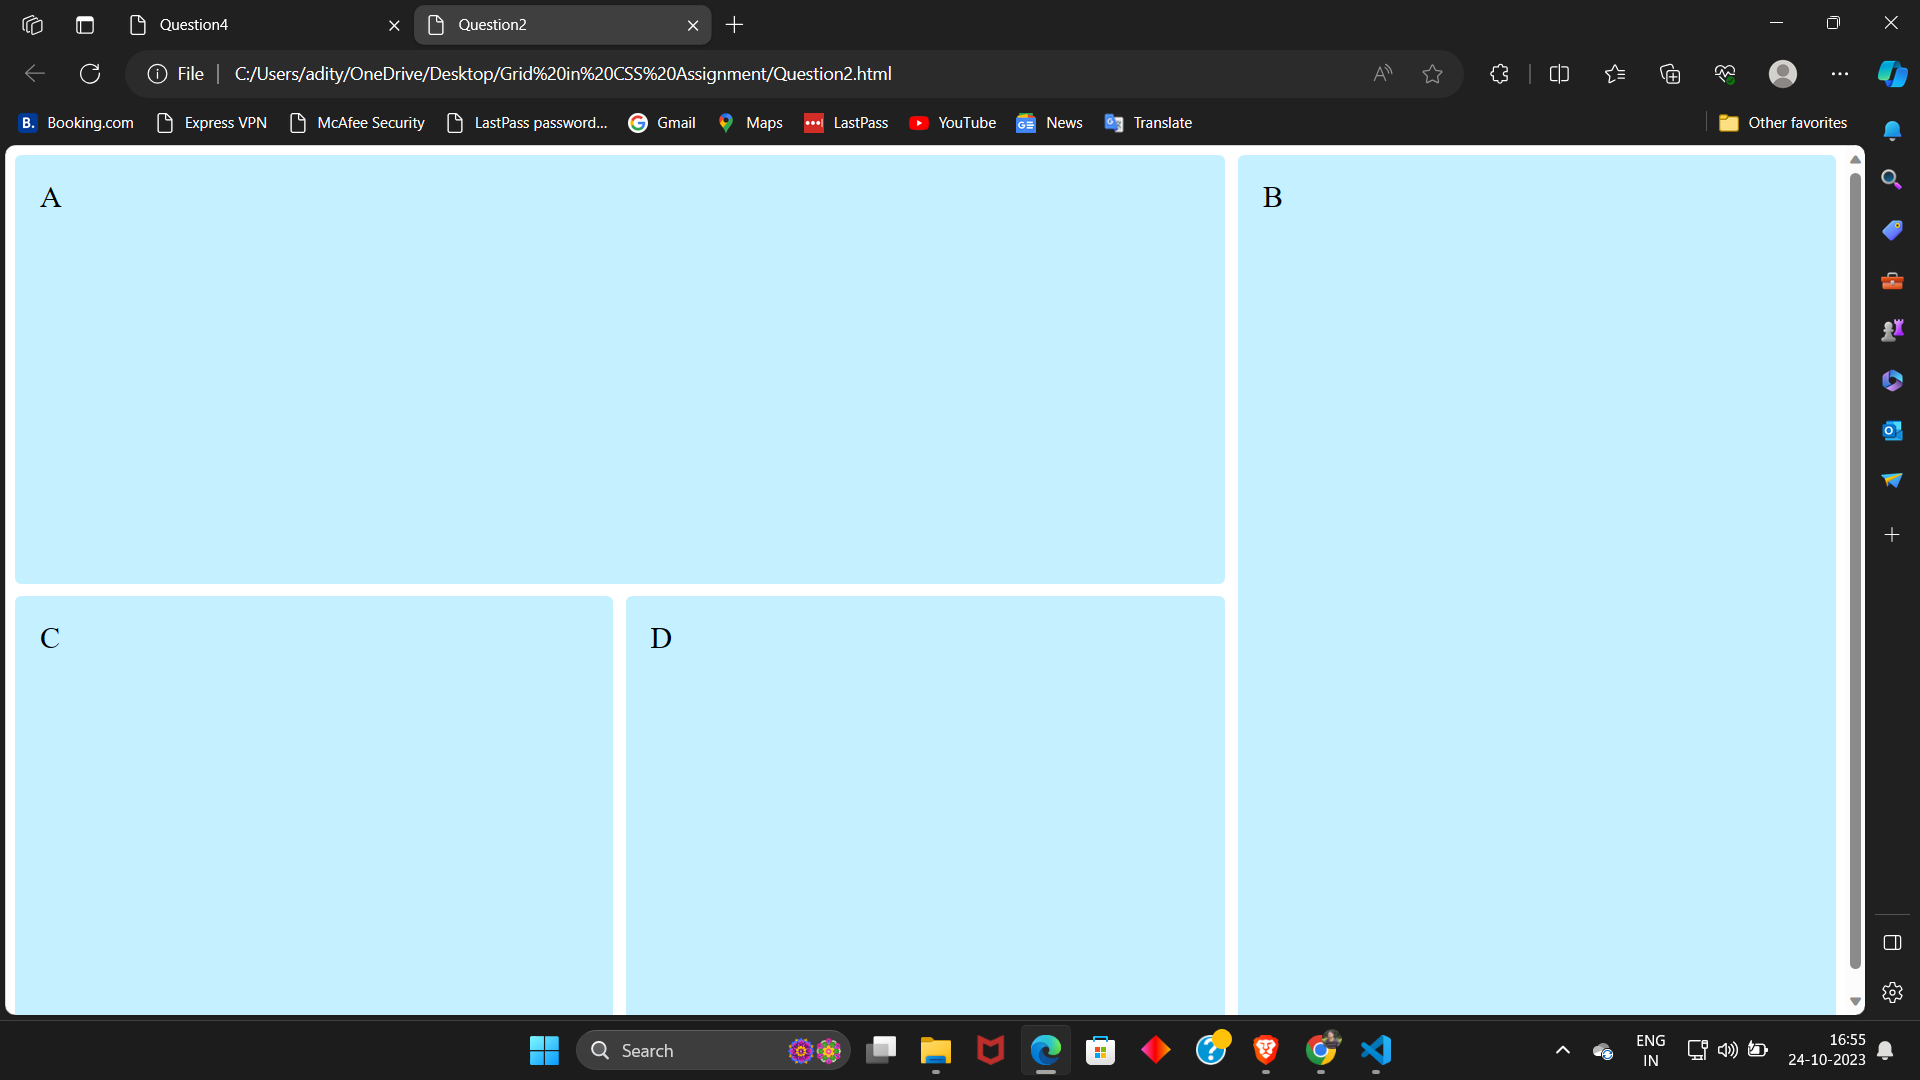 Question4
Question2
File
C:/Users/adity/OneDrive/Desktop/Grid%20in%20CSS%20Assignment/Question2.html
B. Booking.com
Express VPN
McAfee Security
LastPass password...
Gmail
Maps
LastPass
YouTube
News
Translate
Other favorites
A
B
C
D
Search
ENG
IN
16:55
24-10-2023